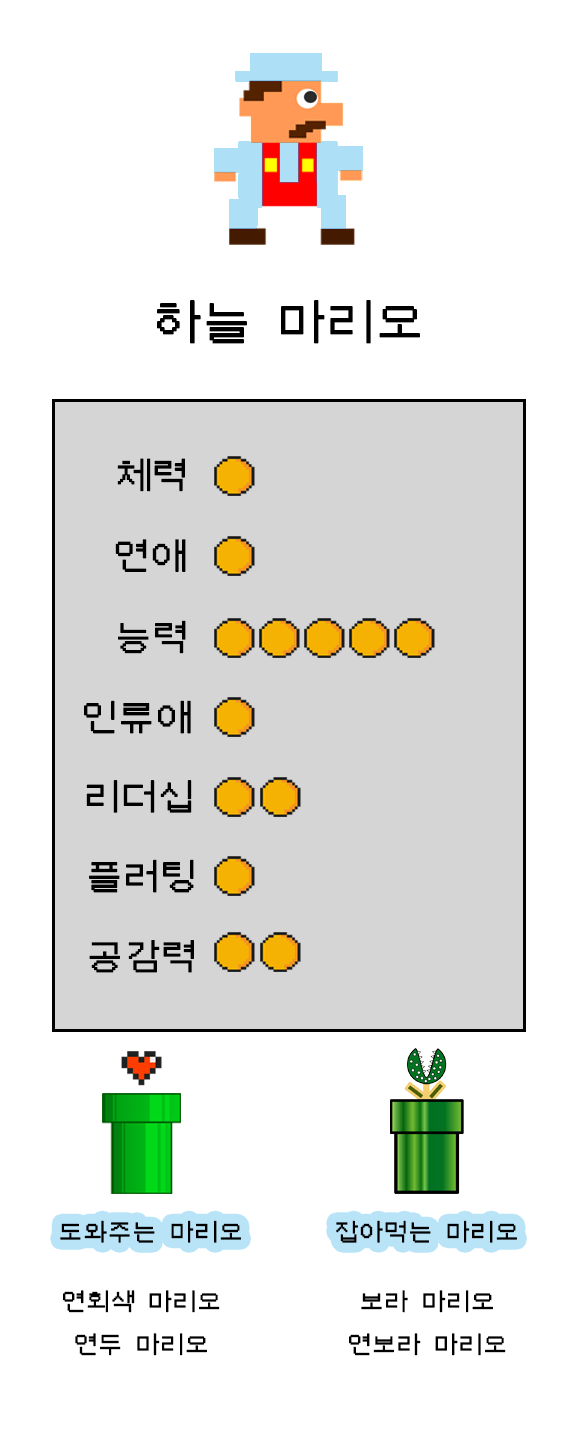 하늘 마리오
체력
연애
능력
인류애
리더십
플러팅
공감력
도와주는 마리오
잡아먹는 마리오
연회색 마리오
보라 마리오
연두 마리오
연보라 마리오